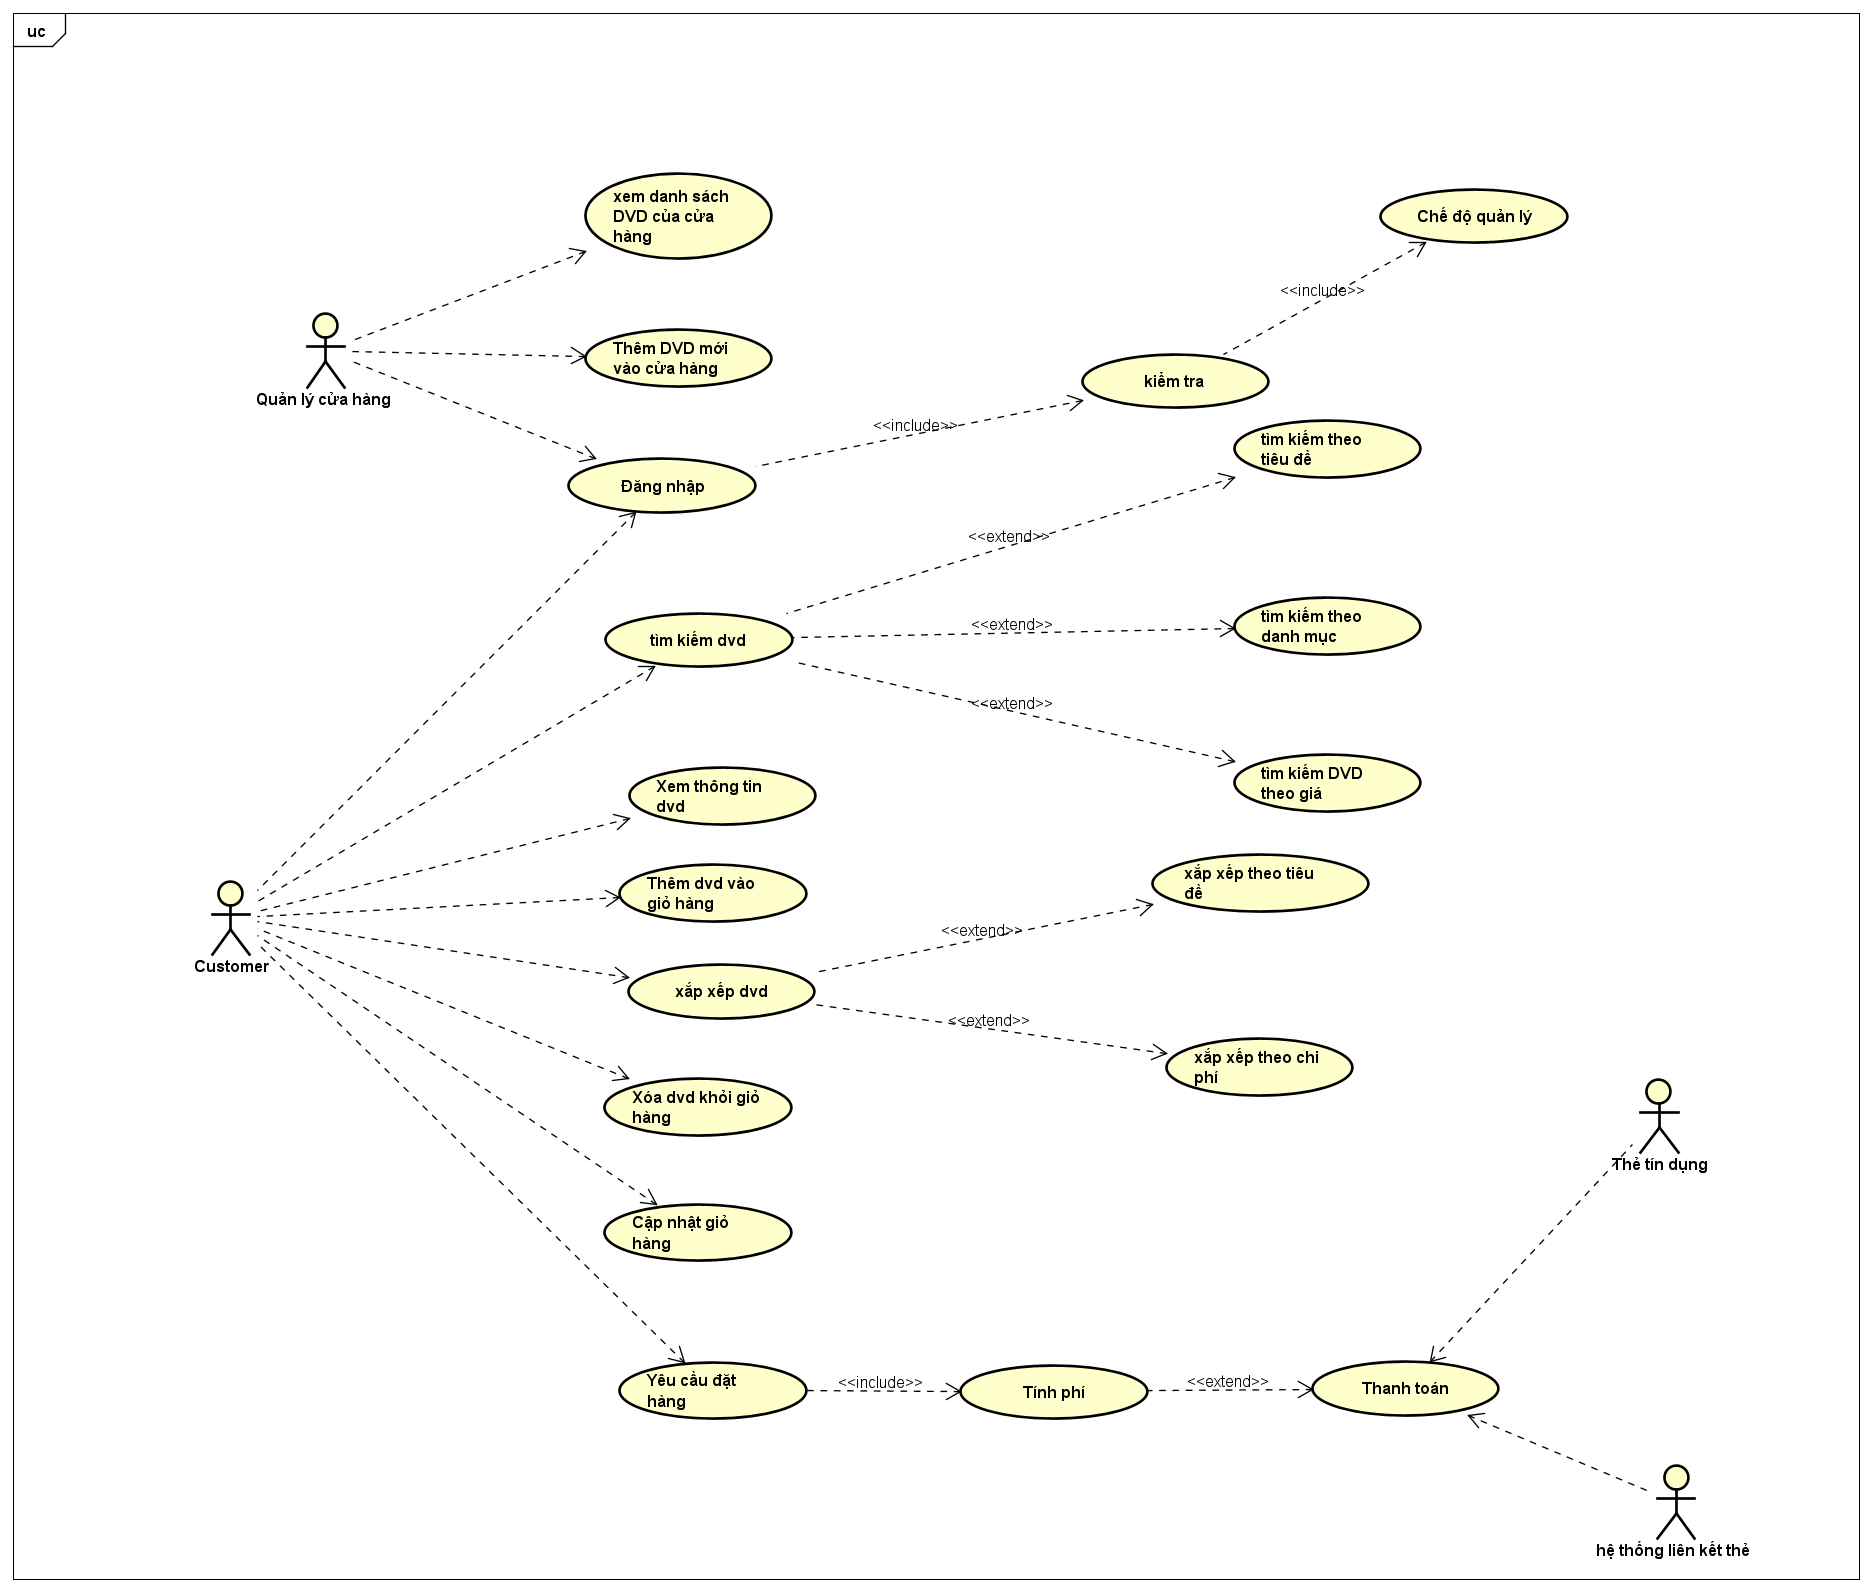 uc
xem danh sách
DVD của cửa
hàng
Chế độ quản lý
<<include>>
Quản lý cửa hàng
Thêm DVD mới
vào cửa hàng
kiểm tra
<<include>>
Đăng nhập
tìm kiếm theo
tiêu đề
<<extend>>
tìm kiếm dvd
<<extend>>
tìm kiếm theo
danh mục
<<extend>>
tìm kiếm DVD
theo giá
Xem thông tin
dvd
Thêm dvd vào
giỏ hàng
xắp xếp theo tiêu
đề
<<extend>>
Customer
xắp xếp dvd
<<extend>>
xắp xếp theo chi
phí
Xóa dvd khỏi giỏ
hàng
Thẻ tín dụng
Cập nhật giỏ
hàng
Yêu cầu đặt
hàng
<<include>>
Tính phí
<<extend>>
Thanh toán
hệ thống liên kết thẻ